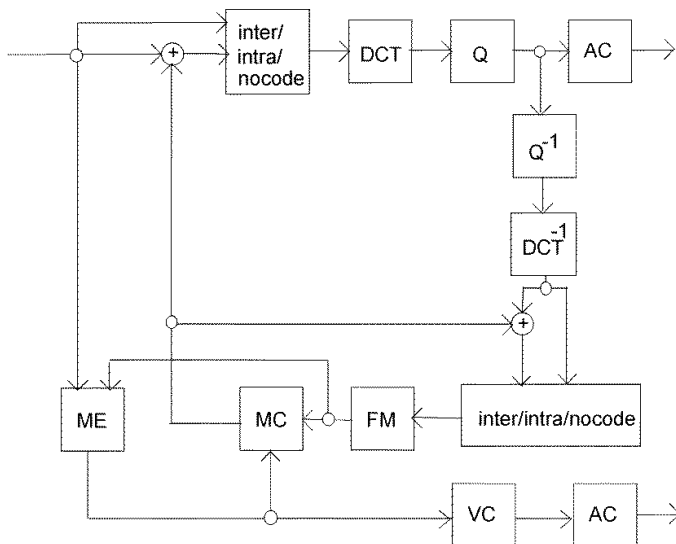 inter/
intra/
nocode
DCT
Q
AC
+
Q-1
DCT-1
+
ME
MC
FM
inter/intra/nocode
VC
AC